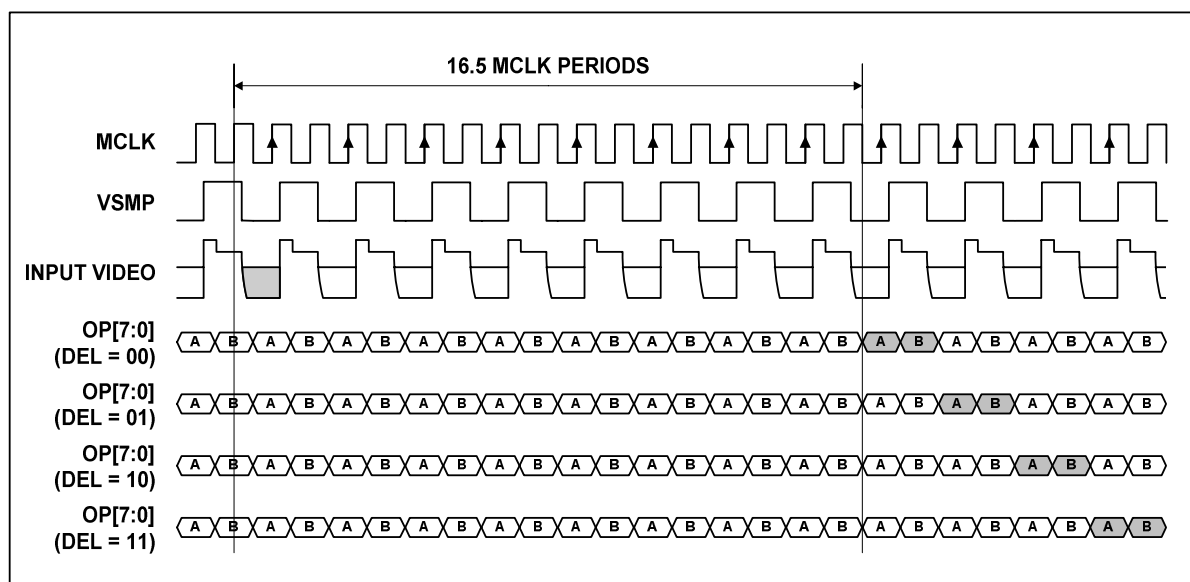 16.5 MCLK PERIODS
MCLK
VSMP
INPUT VIDEO
OP[7:0]
(DEL = 00)
A B A B A B A B A B A B A B A B A B A B A B A B A B
OP[7:0]
(DEL = 01)
A B A B A B A B A B A B A B A B A B A B A B A B A B
OP[7:0]
(DEL = 10)
A B A B A B A B A B A B A B A B A B A B A B A B A B
OP[7:0]
(DEL = 11)
A B A B A B A B A B A B A B A B A B A B A B A B A B